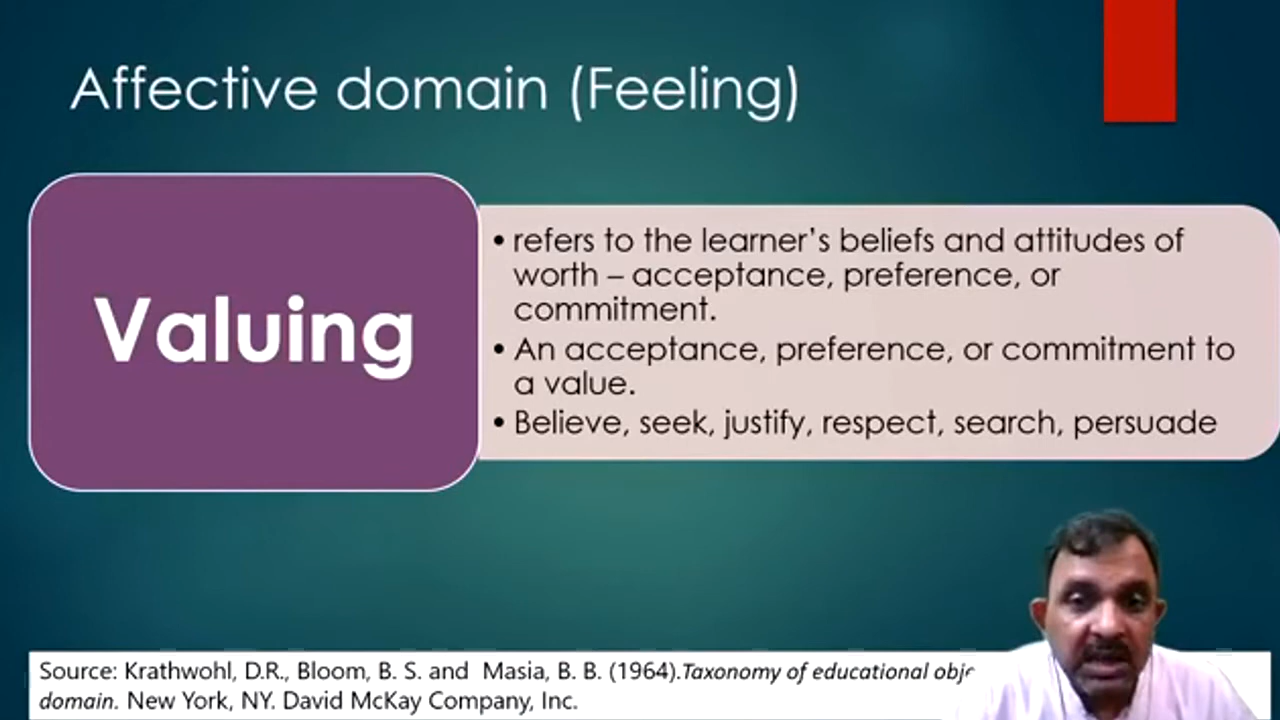 Affective domain (Feeling)
Valuing
• refers to the learner's beliefs and attitudes of
worth – acceptance, preference, or
commitment.
• An acceptance, preference, or commitment to
a value.
• Believe, seek, justify, respect, search, persuade
Source: Krathwohl, D.R., Bloom, B. S. and Masia, B. B. (1964).Taxonomy of educational
domain. New York, NY. David McKay Company, Inc.